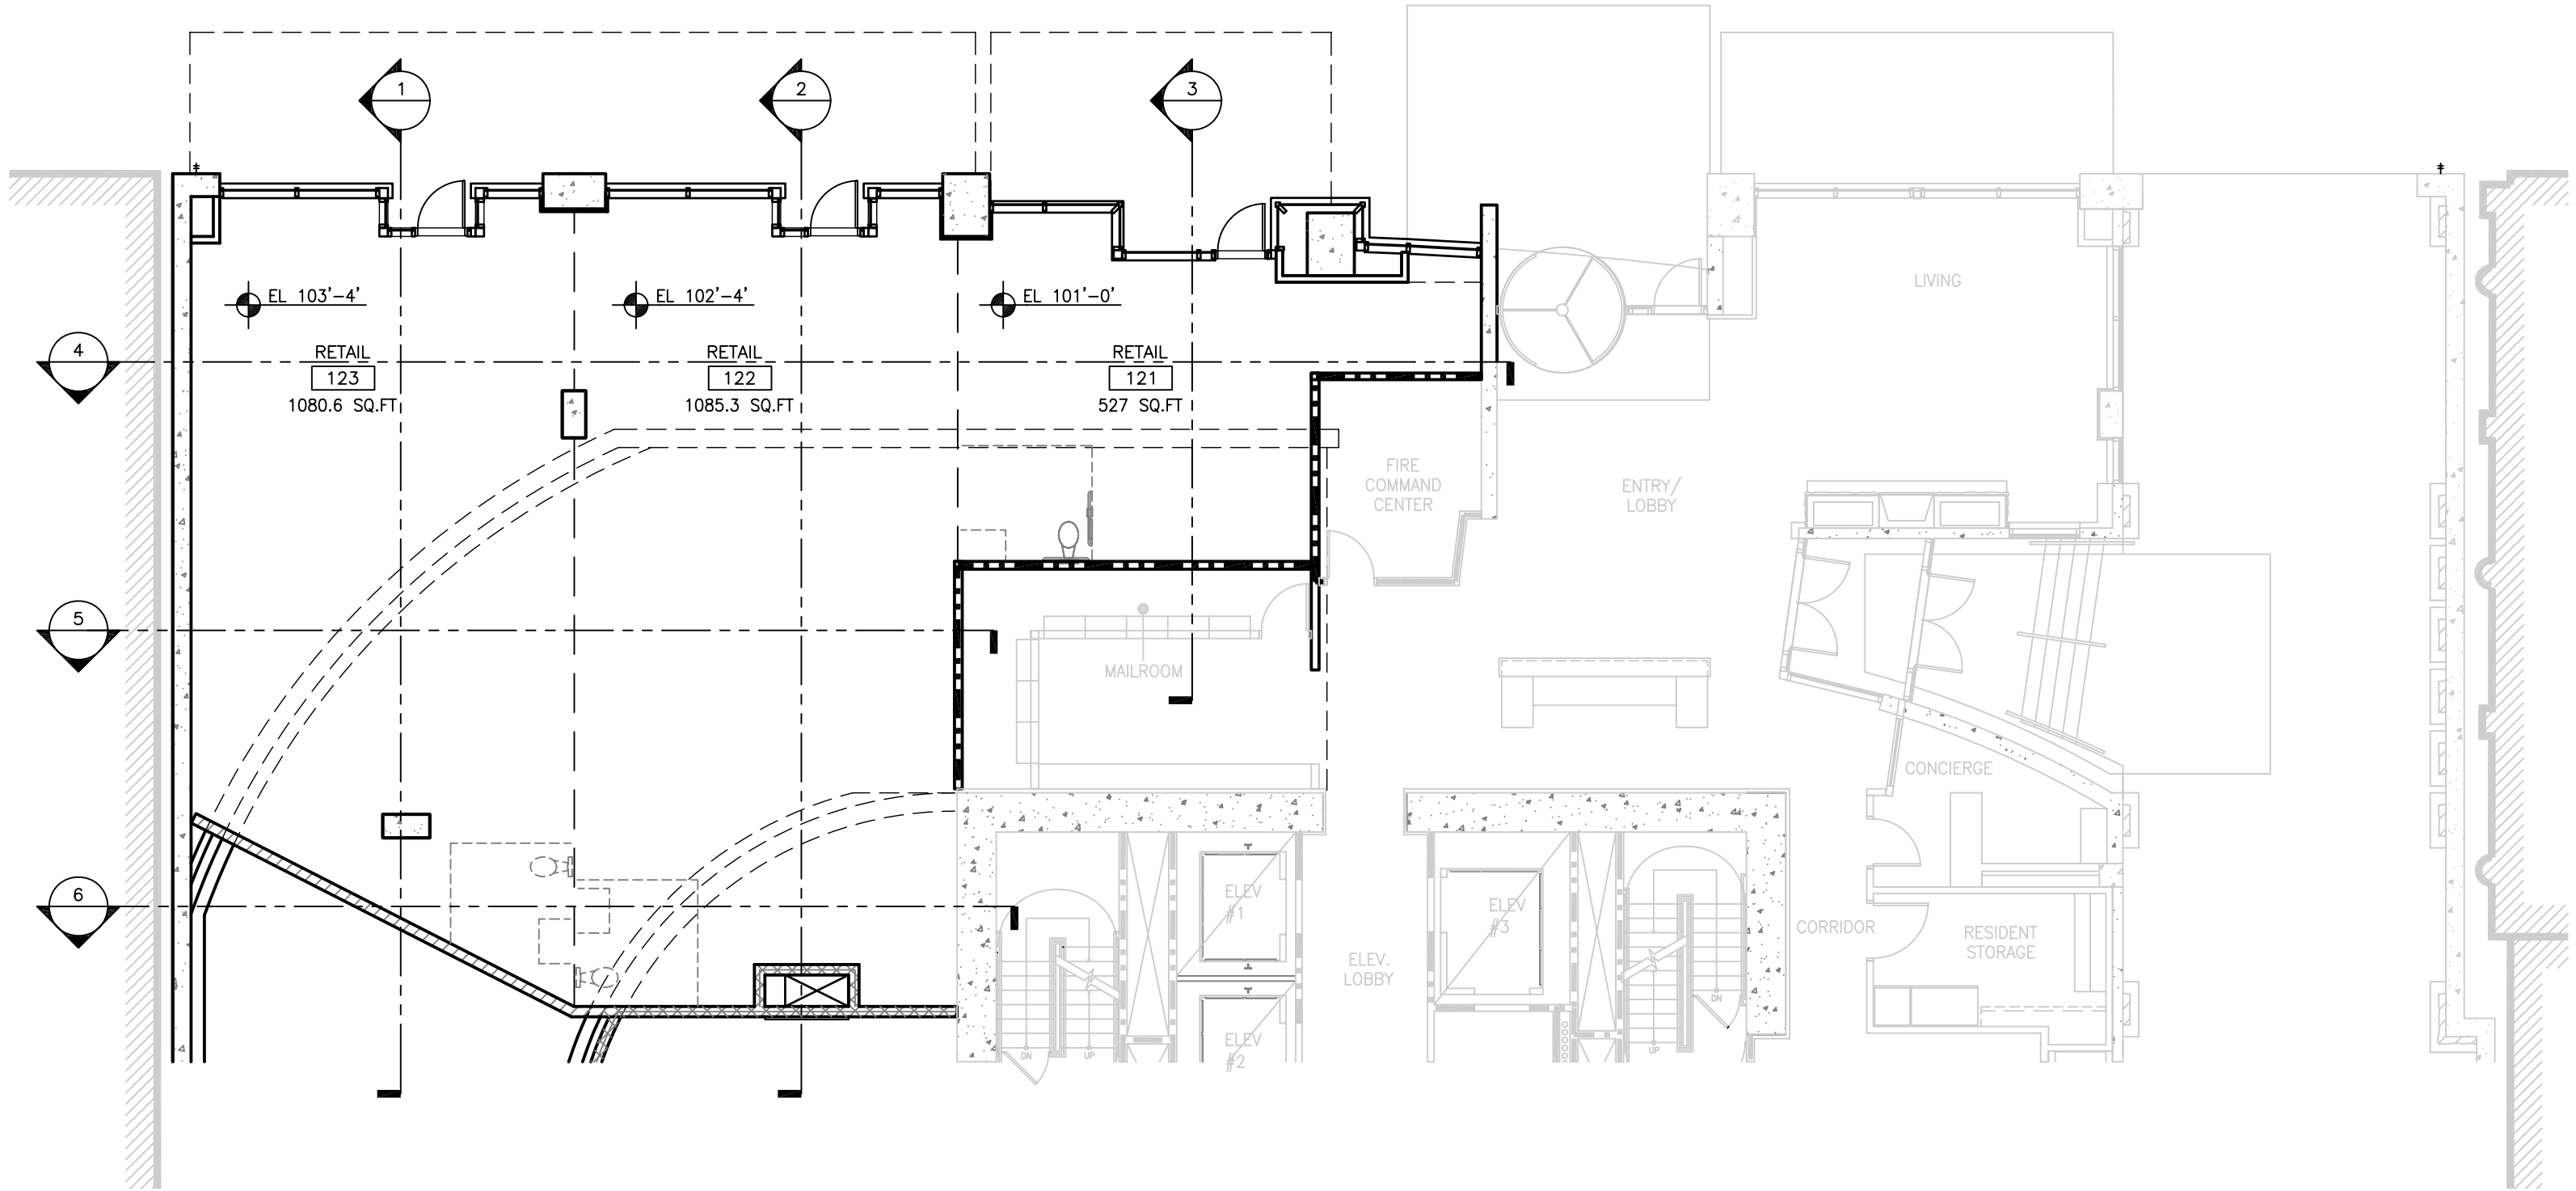 1
2
3
LIVING
EL 103'-4'
EL 102'-4'
EL 101'-0'
4
RETAIL
123
1080.6 SQ.FT
RETAIL
122
1085.3 SQ.FT
RETAIL
121
527 SQ.FT
FIRE
COMMAND
CENTER
ENTRY/
LOBBY
5
MAILROOM
CONCIERGE
6
ELEV
#1
ELEV
#3
CORRIDOR
RESIDENT
STORAGE
ELEV.
LOBBY
DN
DN
UP
ELEV
#2
UP